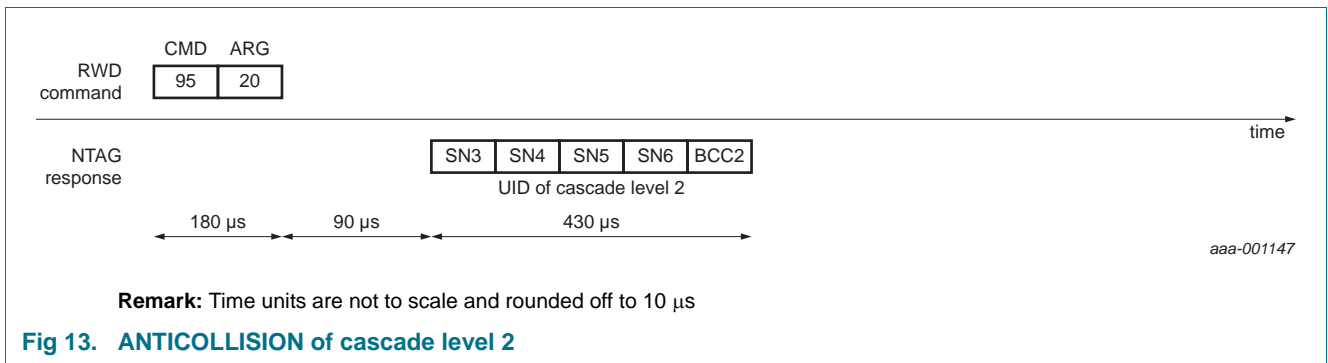 CMD ARG
RWD command
95 20
time
NTAG response
SN3 SN4 SN5 SN6 BCC2
UID of cascade level 2
180 µs 90 µs 430 µs
aaa-001147
Remark: Time units are not to scale and rounded off to 10 µs
Fig 13. ANTICOLLISION of cascade level 2